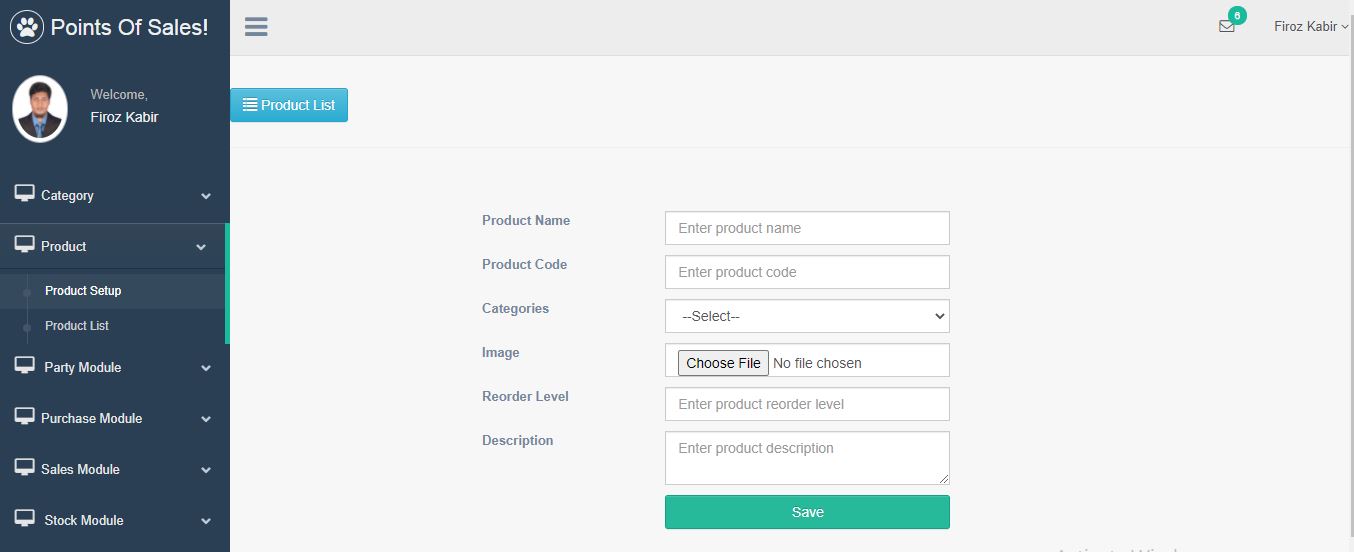 Points Of Sales!
6
Firoz Kabir
Welcome,
Firoz Kabir
Product List
Category
Product
Product Setup
Product List
Party Module
Purchase Module
Sales Module
Stock Module
Product Name
Enter product name
Product Code
Enter product code
Categories
--Select--
Image
Choose File No file chosen
Reorder Level
Enter product reorder level
Description
Enter product description
Save